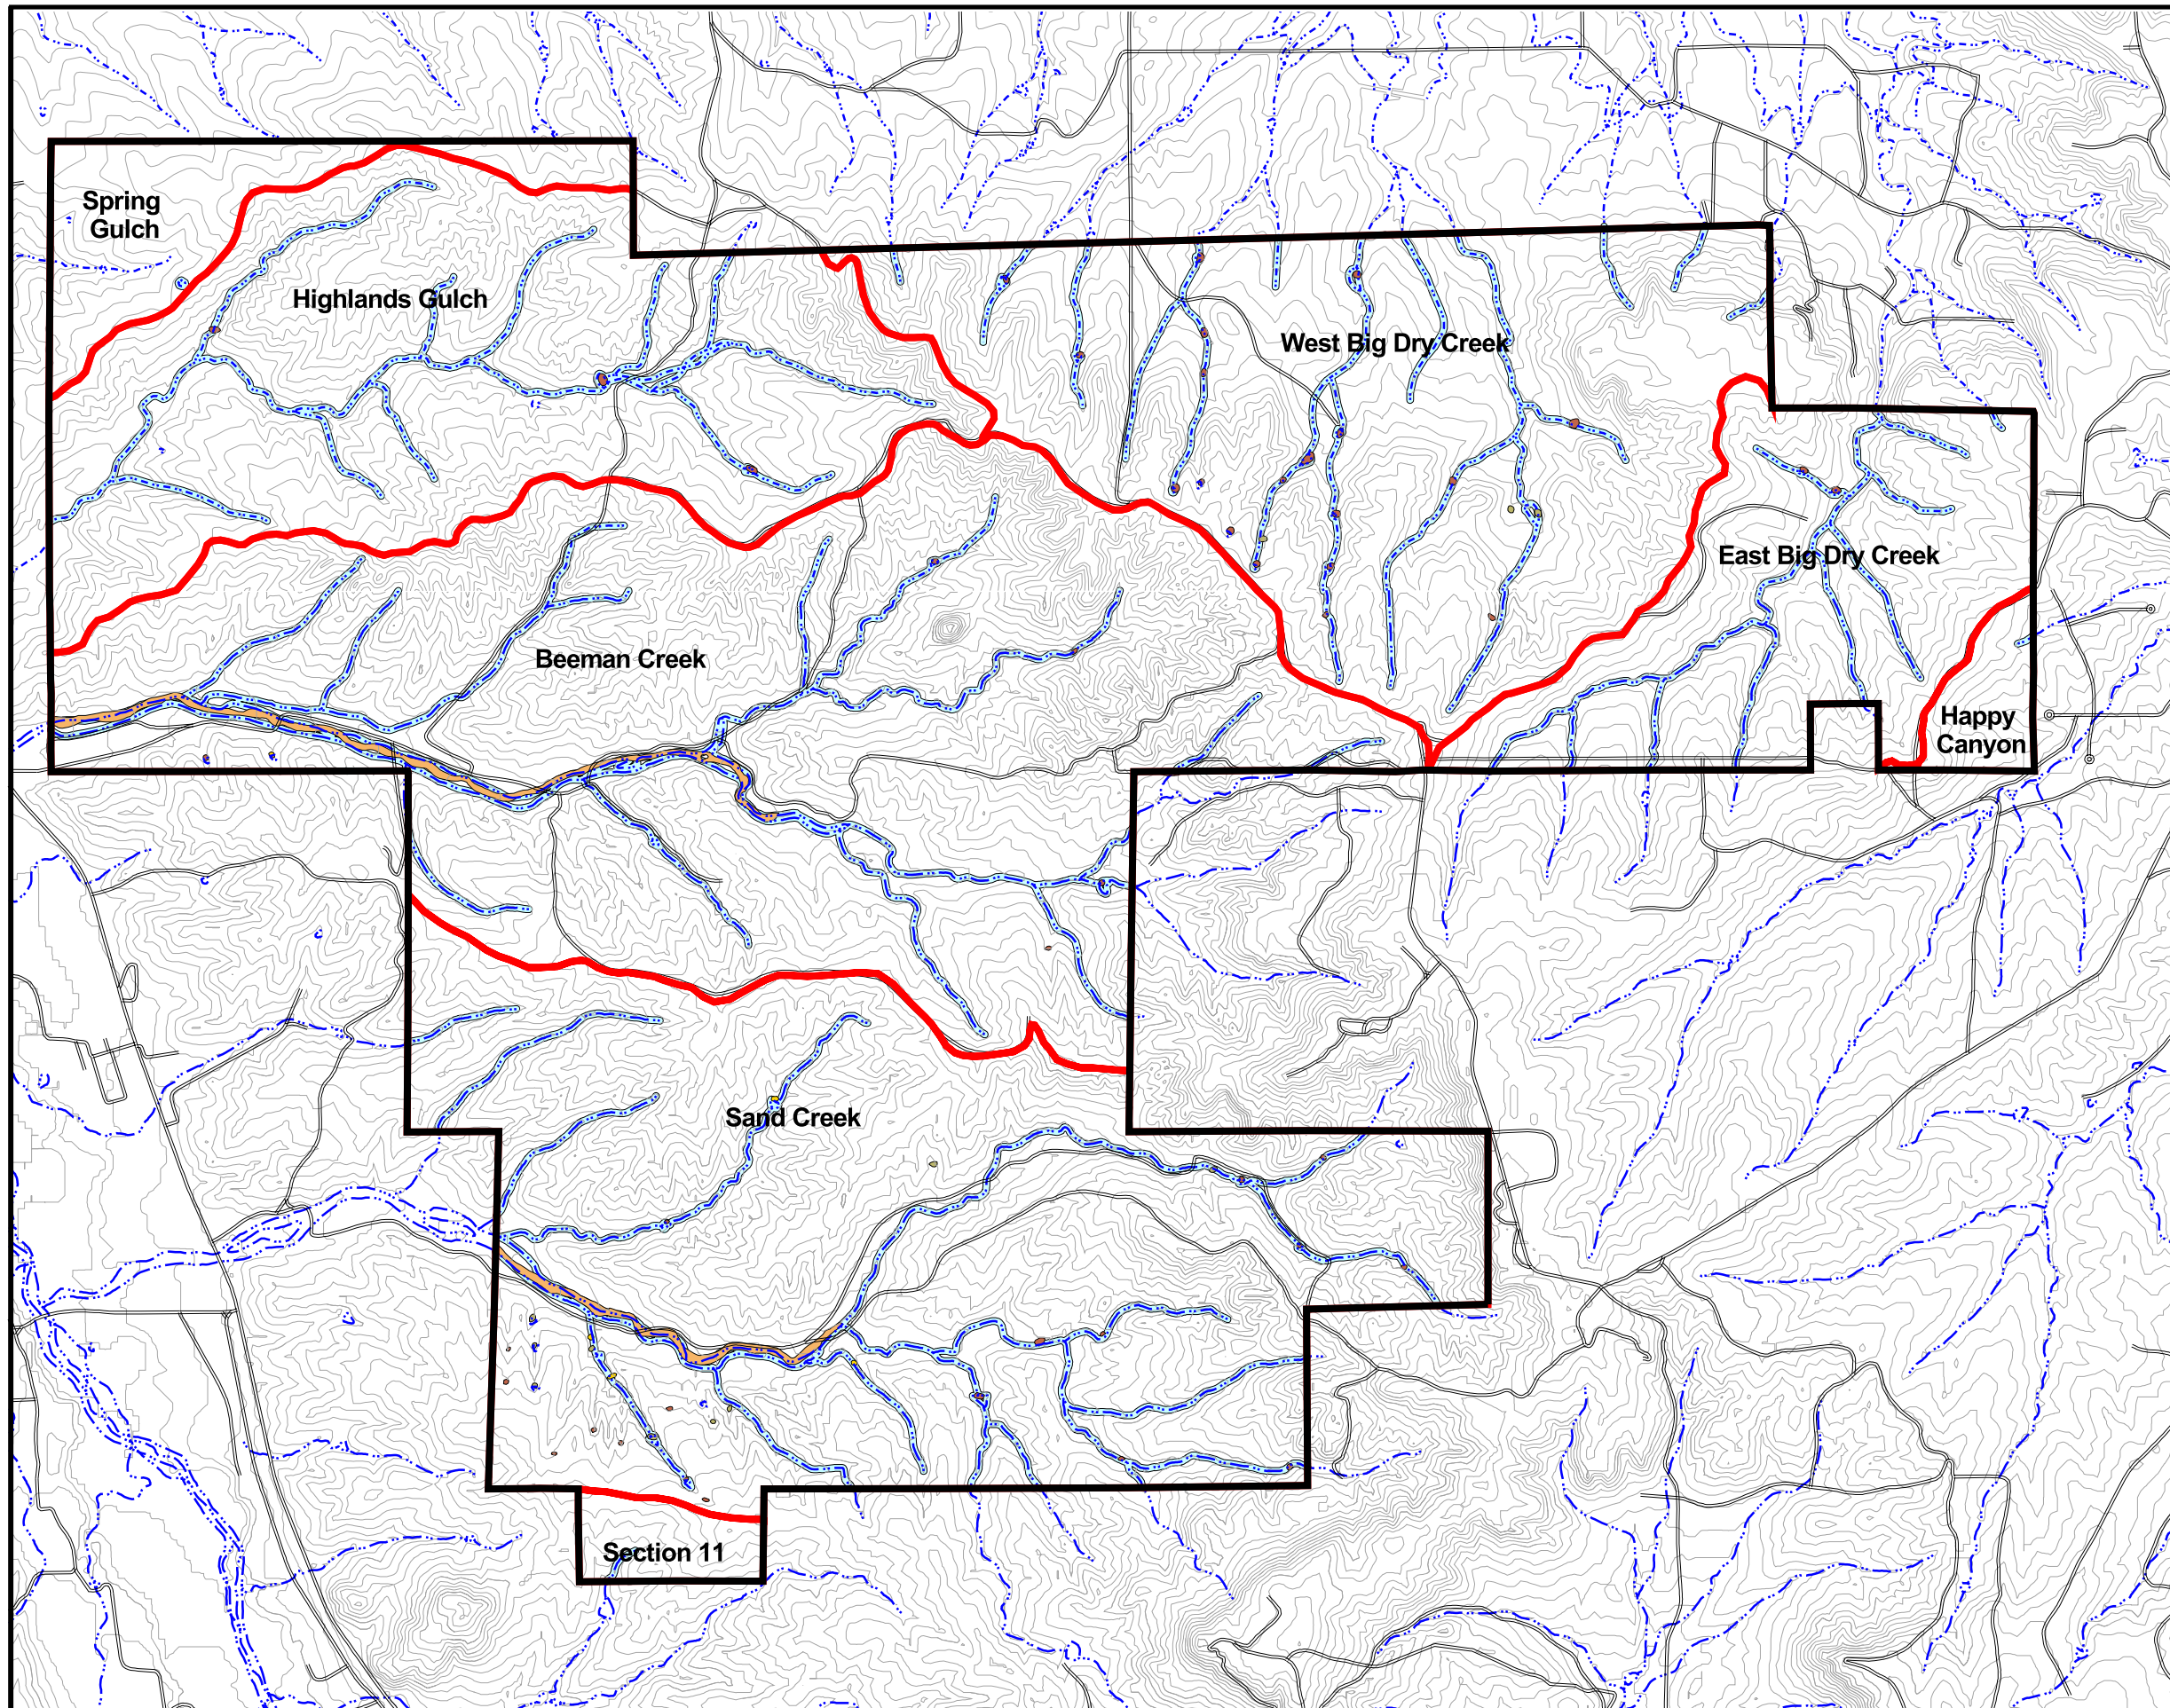 Spring
Gulch
Highlands Gulch
West Big Dry Creek
East Big Dry Creek
Beeman Creek
Happy
Canyon
Sand Creek
Section 11